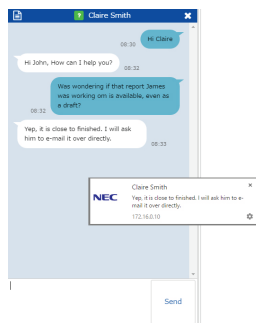 Claire Smith
Hi Claire
08:30
Hi John, How can I help you?
08:32
Was wondering if that report James
was working om is available, even as
a draft?
08:32
Yep, it is close to finished. I will ask
him to e-mail it over directly.
08:33
NEC
Claire Smith
Yep, it is close to finished. I will ask him to e-
mail it over directly.
172.16.0.10
Send